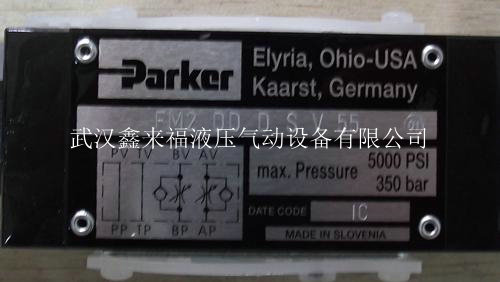 Parker
Elyria, Ohio-USA
Kaarst, Germany
FM2 DD D S V 55
武汉鑫来福液压气动设备有限公司
PV TV BV AV
PP TP BP AP
max. Pressure 5000 PSI
350 bar
DATE CODE IC
MADE IN SLOVENIA